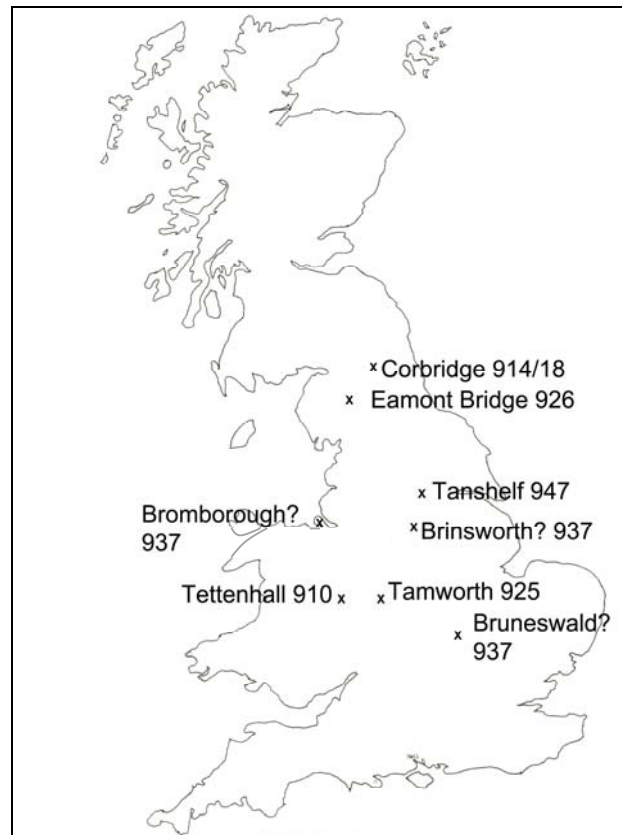 Corbridge 914/18
Eamont Bridge 926
Tanshelf 947
Bromborough?
937
Brinsworth? 937
Tettenhall 910
Tamworth 925
Bruneswald?
937